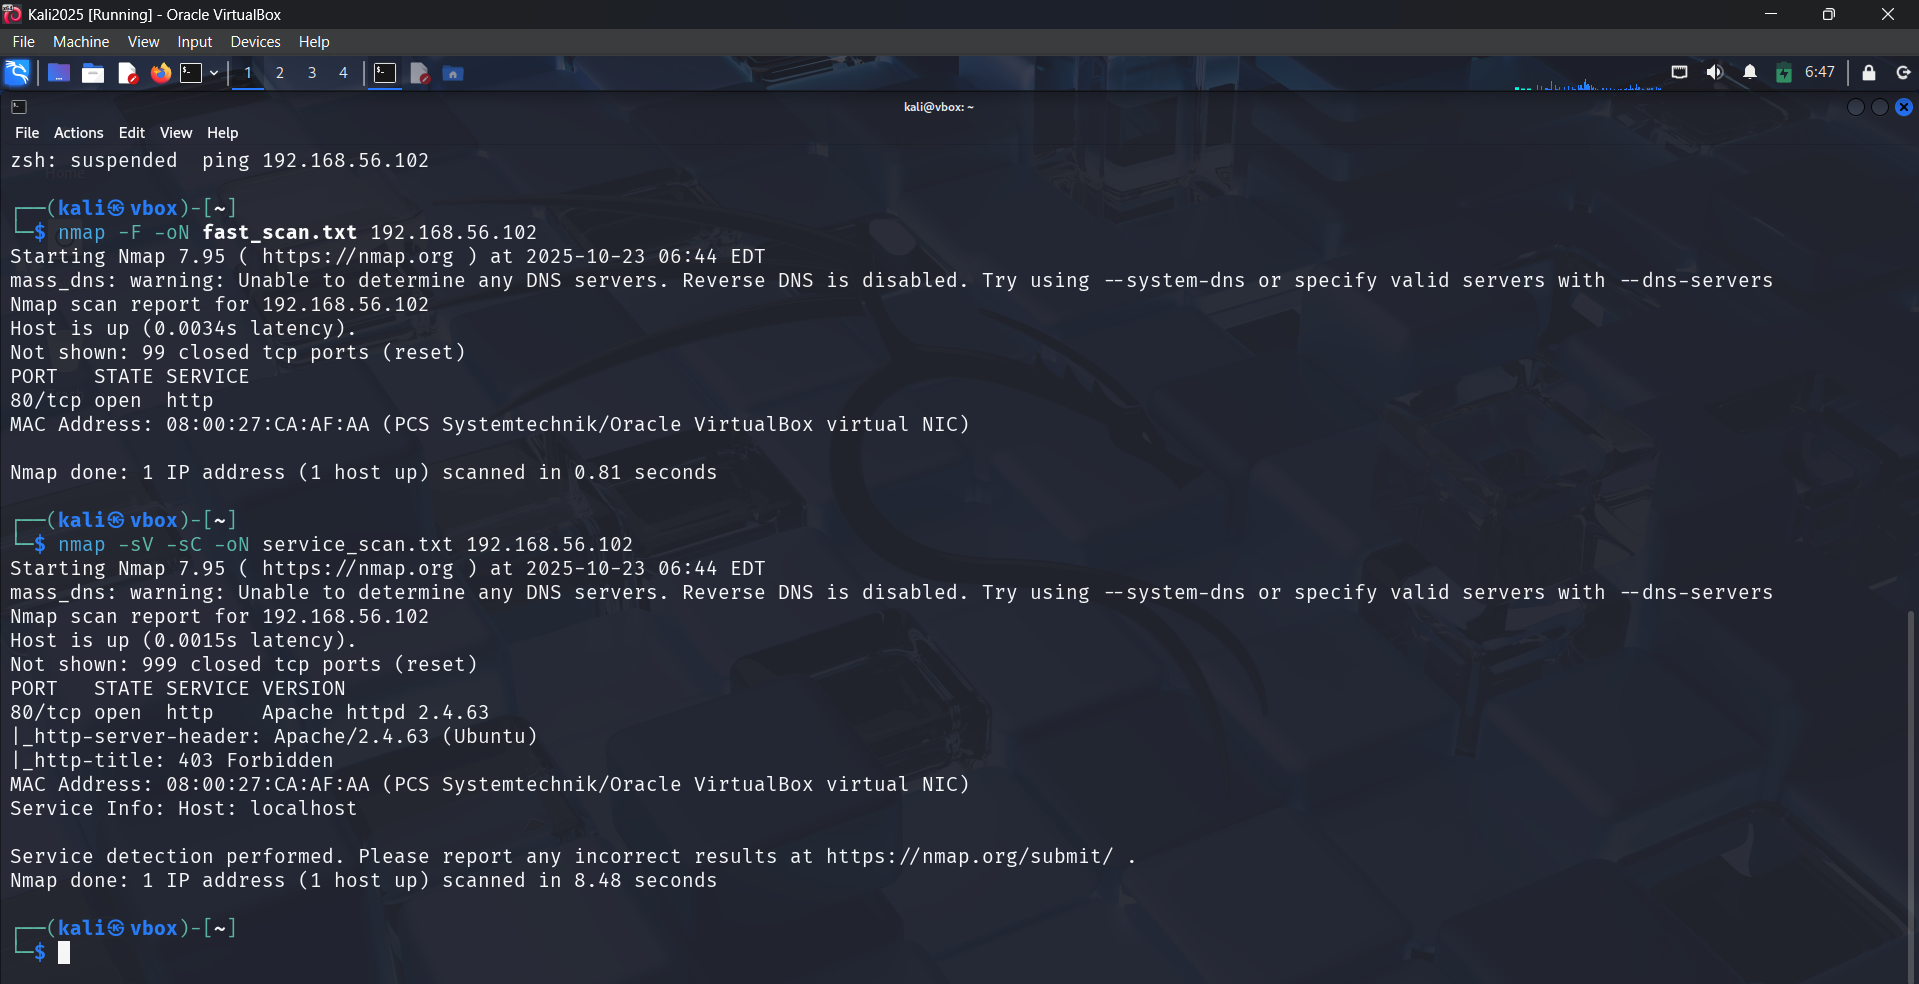 Kali2025 [Running] - Oracle VirtualBox
File Machine View Input Devices Help
1 2 3 4 6:47
kali@vbox: ~
File Actions Edit View Help
zsh: suspended  ping 192.168.56.102
Home
┌──(kali㉿vbox)-[~]
└─$ nmap -F -oN fast_scan.txt 192.168.56.102
Starting Nmap 7.95 ( https://nmap.org ) at 2025-10-23 06:44 EDT
mass_dns: warning: Unable to determine any DNS servers. Reverse DNS is disabled. Try using --system-dns or specify valid servers with --dns-servers
Nmap scan report for 192.168.56.102
Host is up (0.0034s latency).
Not shown: 99 closed tcp ports (reset)
PORT   STATE SERVICE
80/tcp open  http
MAC Address: 08:00:27:CA:AF:AA (PCS Systemtechnik/Oracle VirtualBox virtual NIC)
Nmap done: 1 IP address (1 host up) scanned in 0.81 seconds
┌──(kali㉿vbox)-[~]
└─$ nmap -sV -sC -oN service_scan.txt 192.168.56.102
Starting Nmap 7.95 ( https://nmap.org ) at 2025-10-23 06:44 EDT
mass_dns: warning: Unable to determine any DNS servers. Reverse DNS is disabled. Try using --system-dns or specify valid servers with --dns-servers
Nmap scan report for 192.168.56.102
Host is up (0.0015s latency).
Not shown: 999 closed tcp ports (reset)
PORT   STATE SERVICE VERSION
80/tcp open  http    Apache httpd 2.4.63
|_http-server-header: Apache/2.4.63 (Ubuntu)
|_http-title: 403 Forbidden
MAC Address: 08:00:27:CA:AF:AA (PCS Systemtechnik/Oracle VirtualBox virtual NIC)
Service Info: Host: localhost
Service detection performed. Please report any incorrect results at https://nmap.org/submit/ .
Nmap done: 1 IP address (1 host up) scanned in 8.48 seconds
┌──(kali㉿vbox)-[~]
└─$